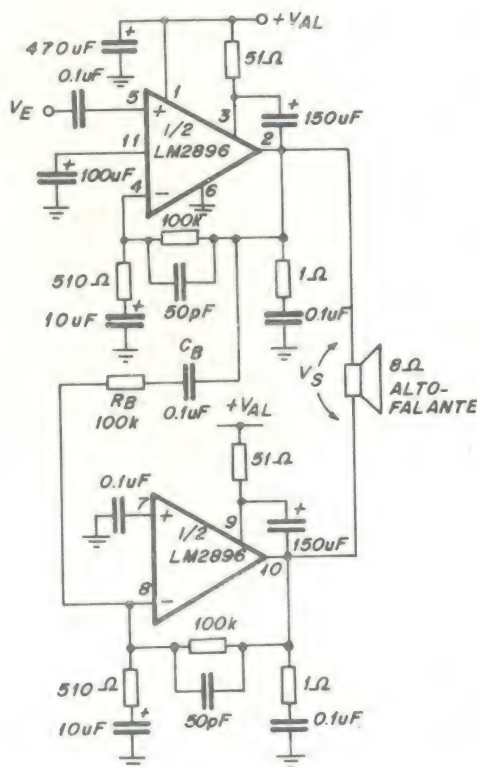 +VAL
470uF
51Ω
0.1uF
1
VE
5
+
3
150uF
1/2
LM2896
2
11
100uF
4
-
6
100k
510Ω
1Ω
50pF
10uF
0.1uF
CB
VS
8Ω
ALTO-
FALANTE
RB
100k
0.1uF
+VAL
51Ω
0.1uF
7
+
9
1/2
LM2896
150uF
10
8
-
100k
510
Ω
1Ω
50pF
10uF
0.1uF